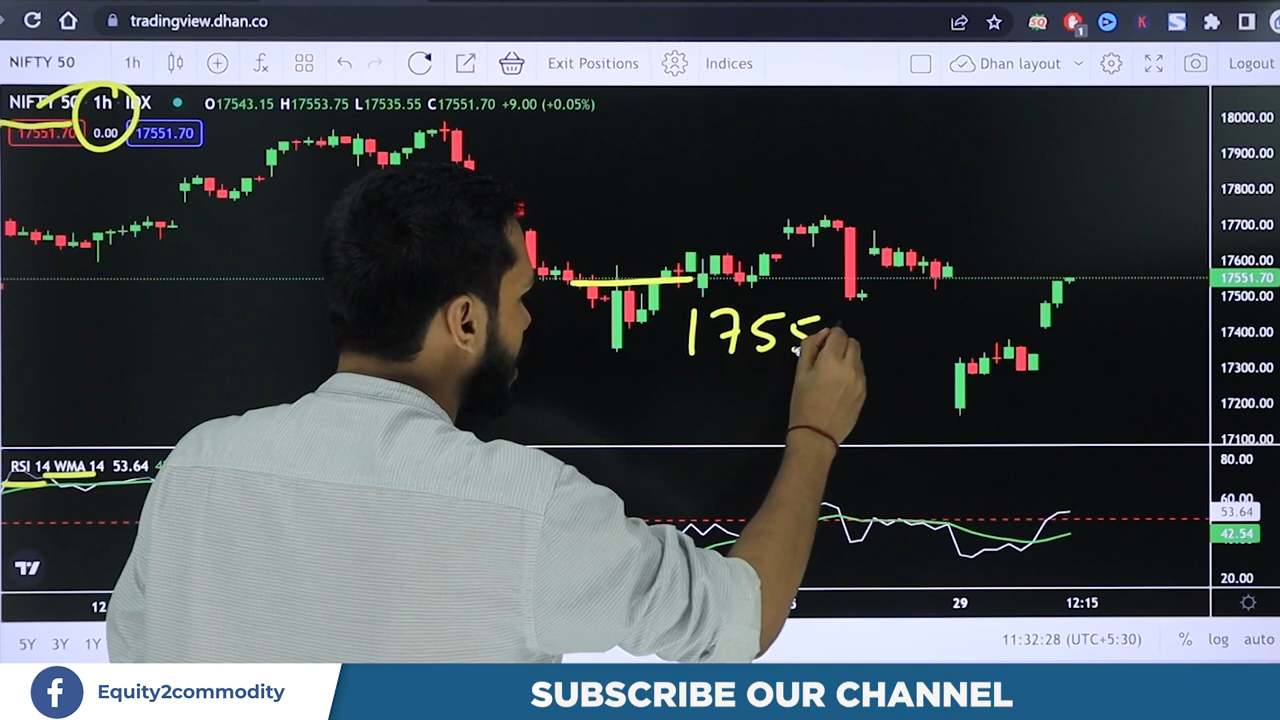 tradingview.dhan.co
1
K
S
NIFTY 50 1h Exit Positions Indices Dhan layout Logout
NIFTY 50 1h IDX O17543.15 H17553.75 L17535.55 C17551.70 +9.00 (+0.05%)
17551.70 0.00 17551.70
18000.00
17900.00
17800.00
17700.00
17600.00
17551.70
17500.00
17400.00
17300.00
17200.00
17100.00
1755
RSI 14 WMA 14 53.64
80.00
60.00
53.64
42.54
20.00
12 29 12:15
5Y 3Y 1Y 11:32:28 (UTC+5:30) % log auto
Equity2commodity
SUBSCRIBE OUR CHANNEL